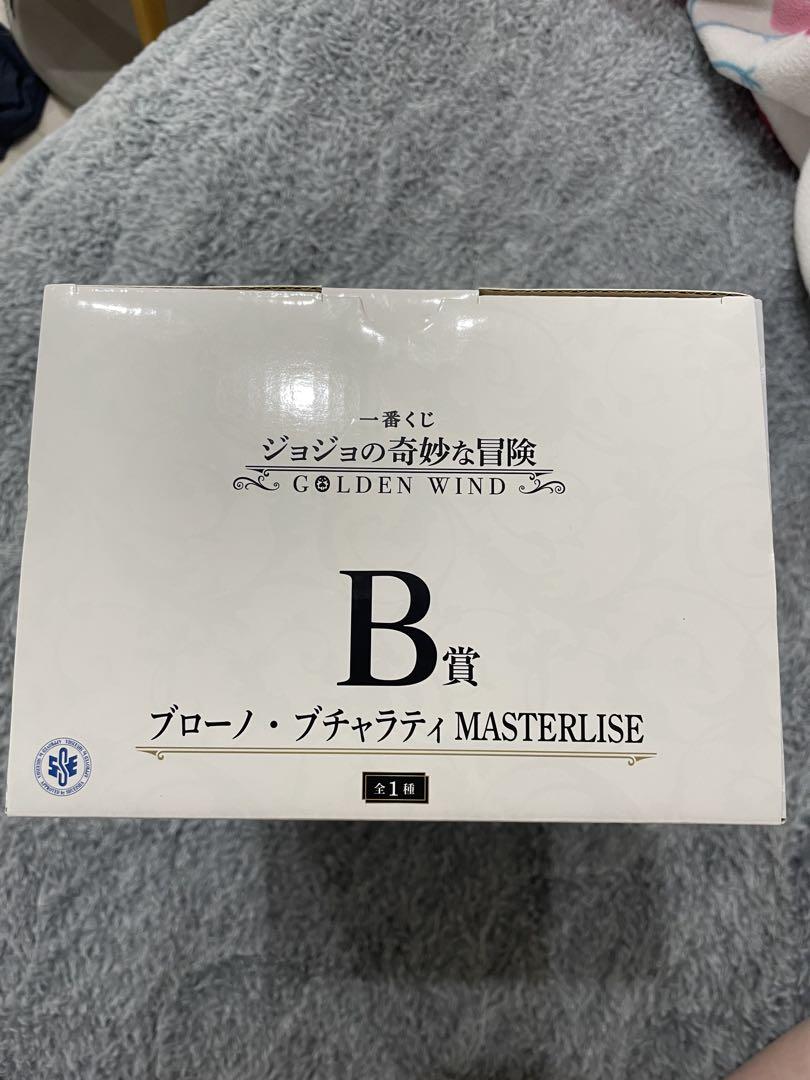 一番くじ
ジョジョの奇妙な冒険
GOLDEN WIND
B賞
ブローノ・ブチャラティ MASTERLISE
全1種